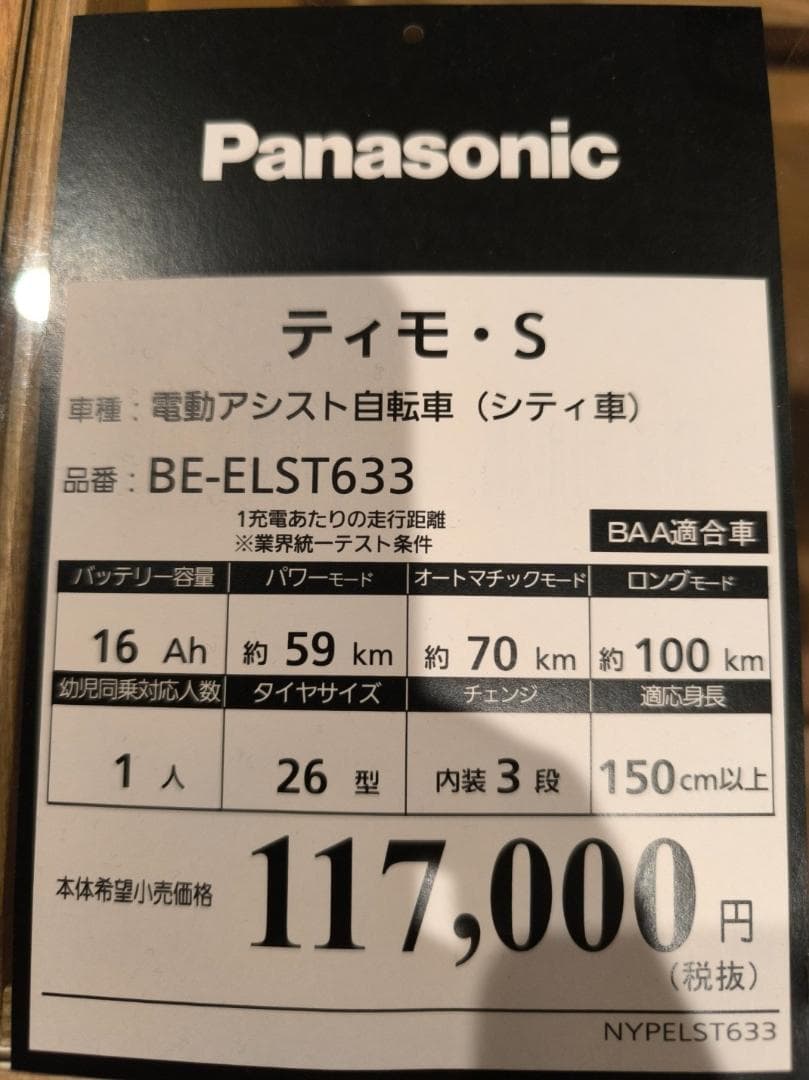 Panasonic
ティモ・S
車種：電動アシスト自転車（シティ車）
品番：BE-ELST633
1充電あたりの走行距離
※業界統一テスト条件
BAA適合車
バッテリー容量 パワーモード オートマチックモード ロングモード
16 Ah 約 59 km 約 70 km 約 100 km
幼児同乗対応人数 タイヤサイズ チェンジ 適応身長
1 人 26 型 内装 3 段 150cm以上
本体希望小売価格 117,000 円
（税抜）
NYPELST633